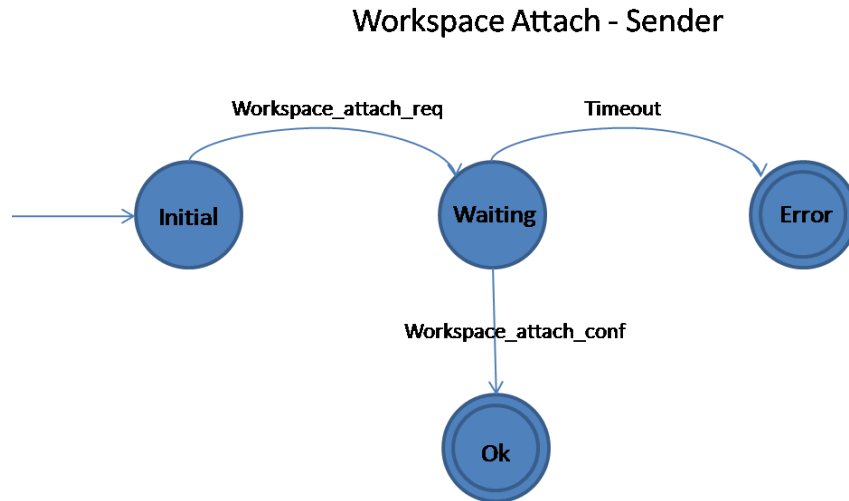 Workspace Attach - Sender
Workspace_attach_req
Timeout
Initial
Waiting
Error
Workspace_attach_conf
Ok